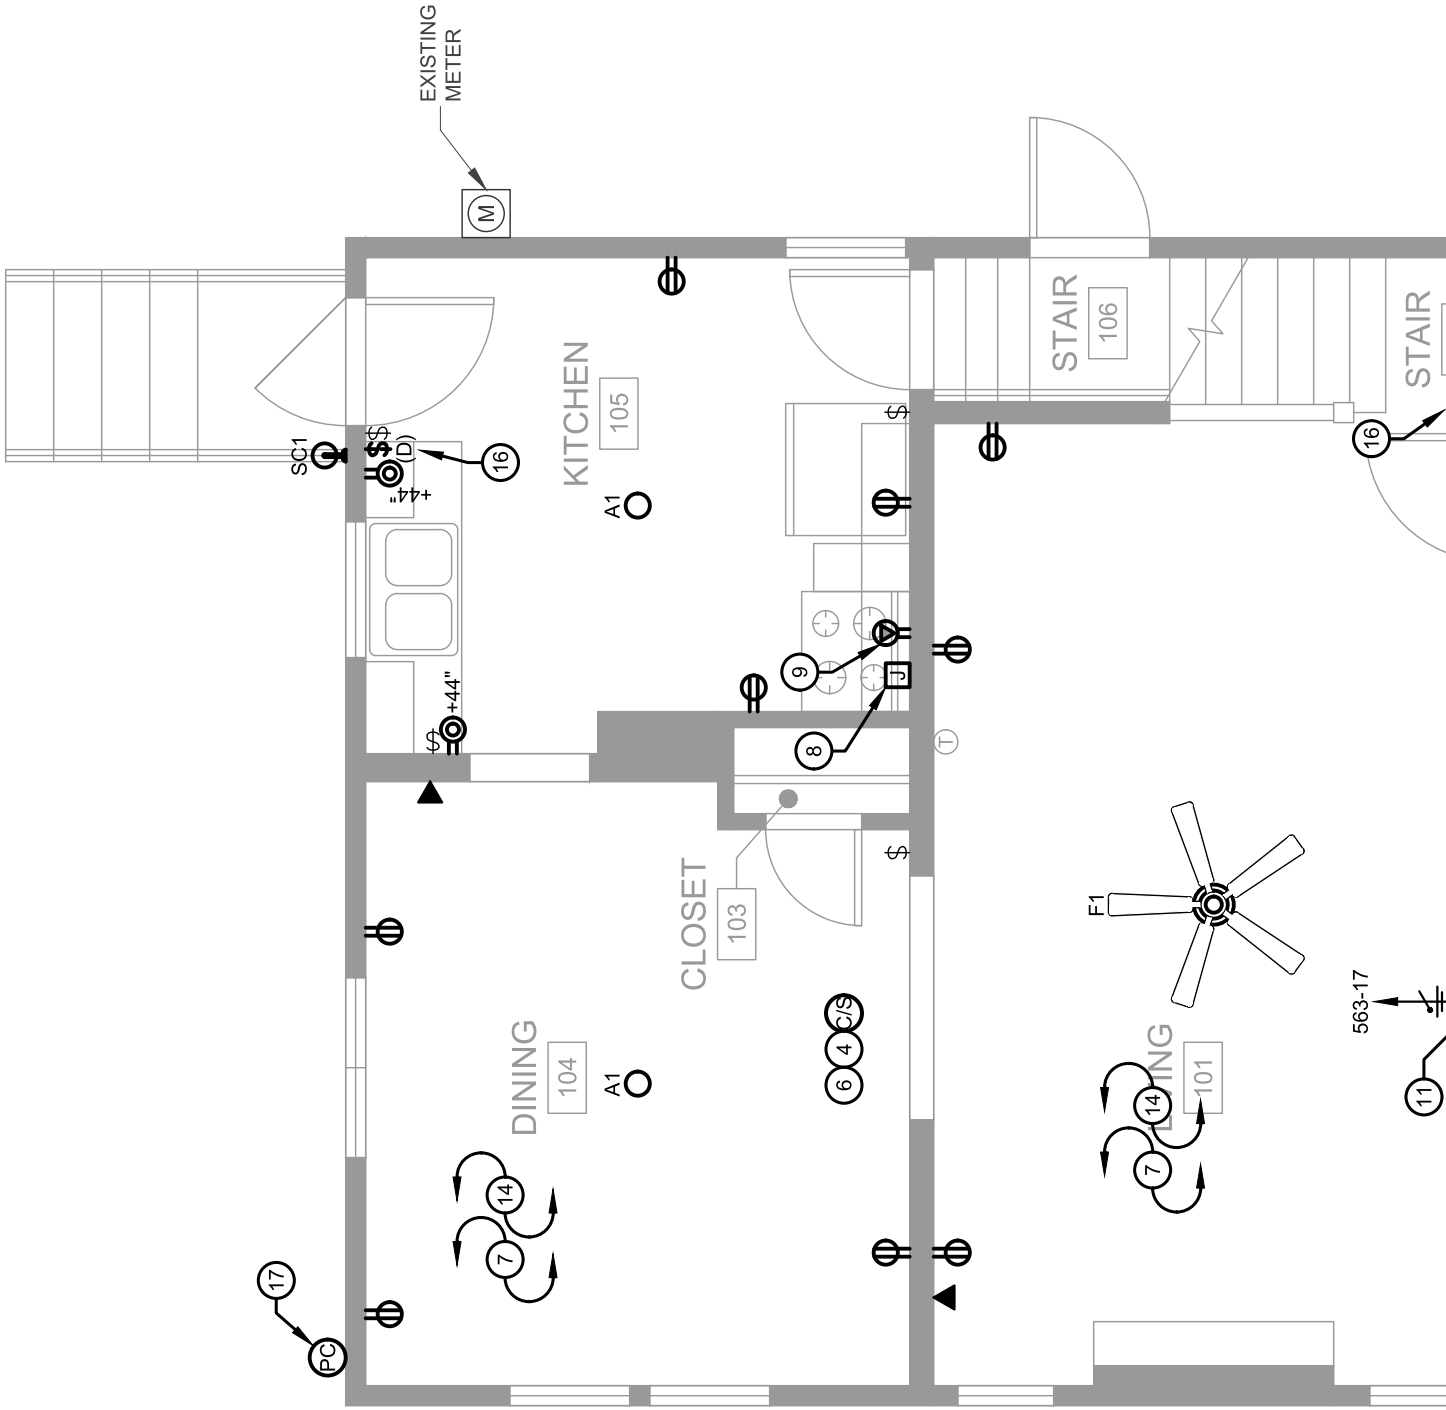 EXISTING
METER
M
SC1
$
$
$
(D)
+44"
16
KITCHEN
105
A1
STAIR
106
STAIR
16
$
9
J
8
T
+44"
$
CLOSET
103
$
DINING
104
A1
C/S
4
6
F1
563-17
11
LIVING
101
14
7
14
7
17
PC